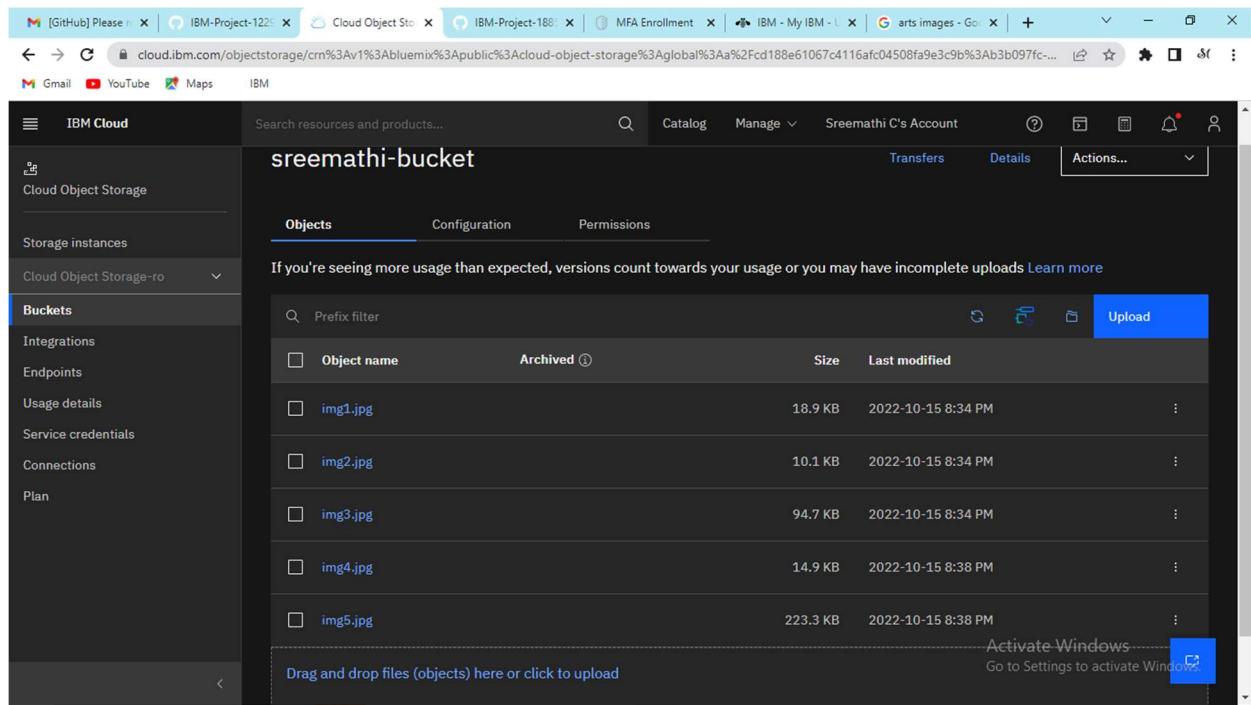 [GitHub] Please r
IBM-Project-1229
Cloud Object Sto
IBM-Project-188
MFA Enrollment
IBM - My IBM - L
arts images - Goo
cloud.ibm.com/objectstorage/crn%3Av1%3Abluemix%3Apublic%3Acloud-object-storage%3Aglobal%3Aa%2Fcd188e61067c4116afc04508fa9e3c9b%3Ab3b097fc-...
Gmail YouTube Maps IBM
IBM Cloud
Search resources and products...
Catalog Manage Sreemathi C's Account
Cloud Object Storage
Storage instances
Cloud Object Storage-ro
Buckets
Integrations
Endpoints
Usage details
Service credentials
Connections
Plan
sreemathi-bucket
Transfers Details Actions...
Objects Configuration Permissions
If you're seeing more usage than expected, versions count towards your usage or you may have incomplete uploads Learn more
Prefix filter
Upload
Object name Archived Size Last modified
img1.jpg 18.9 KB 2022-10-15 8:34 PM
img2.jpg 10.1 KB 2022-10-15 8:34 PM
img3.jpg 94.7 KB 2022-10-15 8:34 PM
img4.jpg 14.9 KB 2022-10-15 8:38 PM
img5.jpg 223.3 KB 2022-10-15 8:38 PM
Drag and drop files (objects) here or click to upload
Activate Windows
Go to Settings to activate Windows.